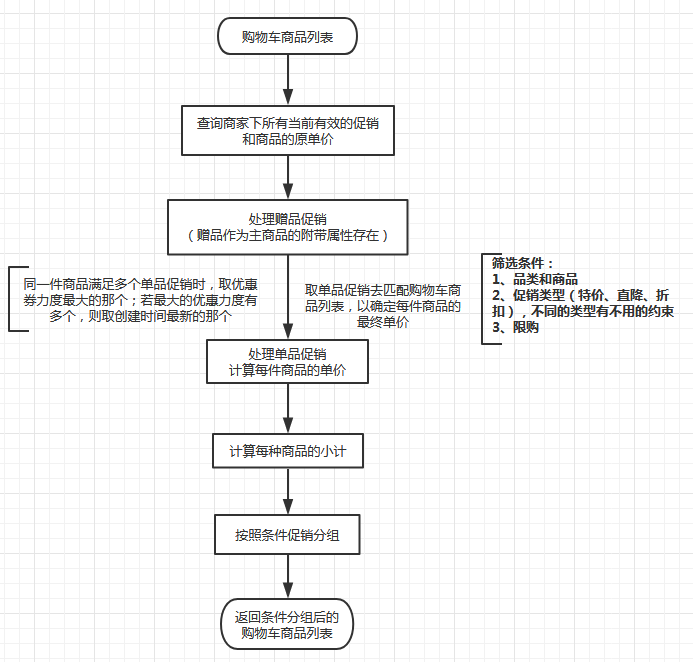 购物车商品列表
查询商家下所有当前有效的促销
和商品的原单价
处理赠品促销
（赠品作为主商品的附带属性存在）
同一件商品满足多个单品促销时，取优惠
券力度最大的那个；若最大的优惠力度有
多个，则取创建时间最新的那个
取单品促销去匹配购物车商
品列表，以确定每件商品的
最终单价
筛选条件：
1、品类和商品
2、促销类型（特价、直降、折
扣），不同的类型有不用的约束
3、限购
处理单品促销
计算每件商品的单价
计算每种商品的小计
按照条件促销分组
返回条件分组后的
购物车商品列表